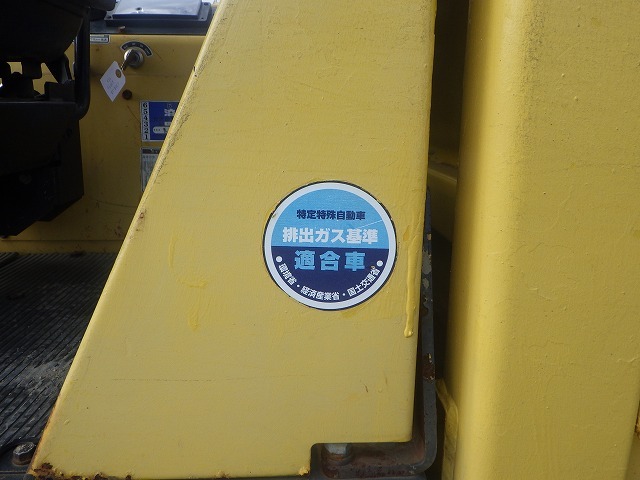 特定特殊自動車
排出ガス基準
適合車
環境省・経済産業省・国土交通省
654321